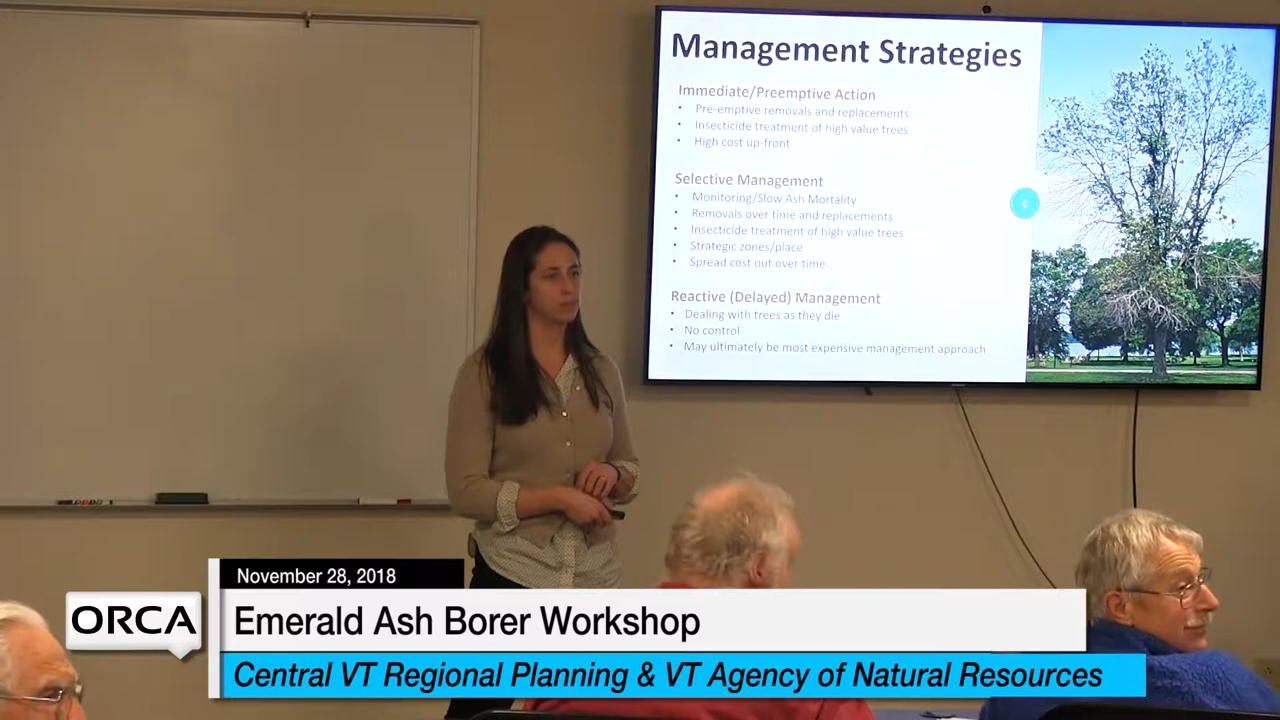 Management Strategies
Immediate/Preemptive Action
• Pre-emptive removals and replacements
• Insecticide treatment of high value trees
• High cost up-front
Selective Management
• Monitoring/Slow Ash Mortality
• Removals over time and replacements
• Insecticide treatment of high value trees
• Strategic zones/place
• Spread cost out over time
Reactive (Delayed) Management
• Dealing with trees as they die
• No control
• May ultimately be most expensive management approach
November 28, 2018
ORCA
Emerald Ash Borer Workshop
Central VT Regional Planning & VT Agency of Natural Resources